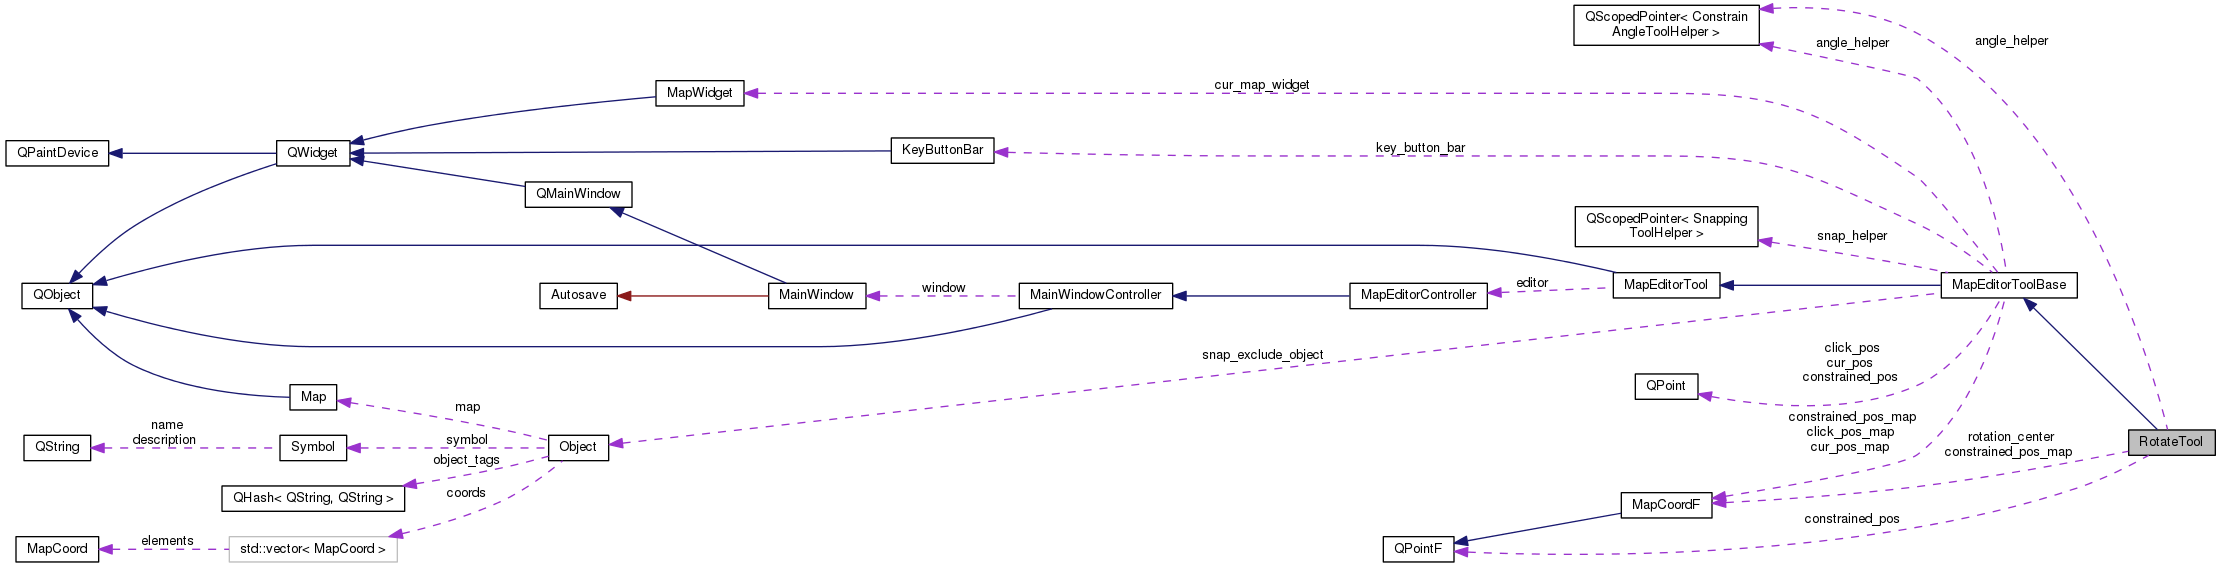 QScopedPointer< Constrain
AngleToolHelper >
angle_helper
angle_helper
cur_map_widget
MapWidget
key_button_bar
KeyButtonBar
QPaintDevice
QWidget
QMainWindow
QScopedPointer< Snapping
ToolHelper >
snap_helper
QObject
Autosave
MainWindow
window
MainWindowController
MapEditorController
editor
MapEditorTool
MapEditorToolBase
snap_exclude_object
click_pos
cur_pos
constrained_pos
QPoint
Map
map
constrained_pos_map
click_pos_map
cur_pos_map
name
description
QString
Symbol
symbol
Object
rotation_center
constrained_pos_map
RotateTool
object_tags
QHash< QString, QString >
coords
MapCoordF
constrained_pos
MapCoord
elements
std::vector< MapCoord >
QPointF